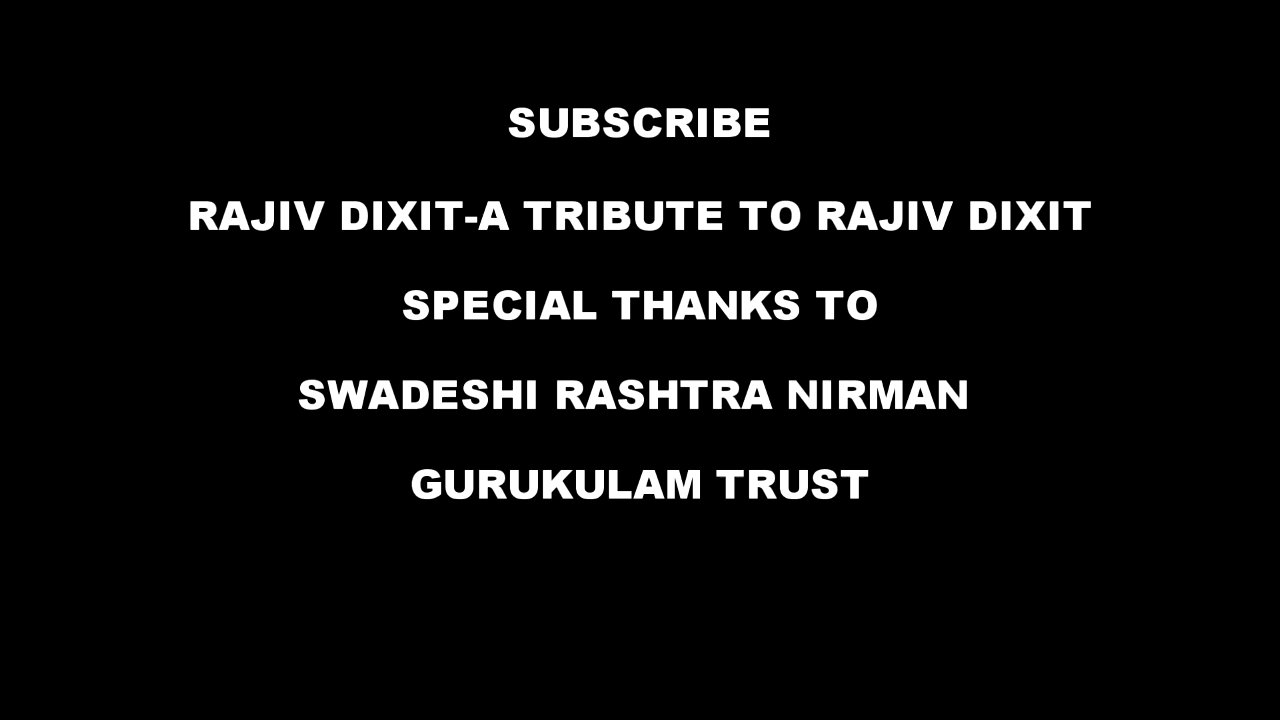 SUBSCRIBE
RAJIV DIXIT-A TRIBUTE TO RAJIV DIXIT
SPECIAL THANKS TO
SWADESHI RASHTRA NIRMAN
GURUKULAM TRUST